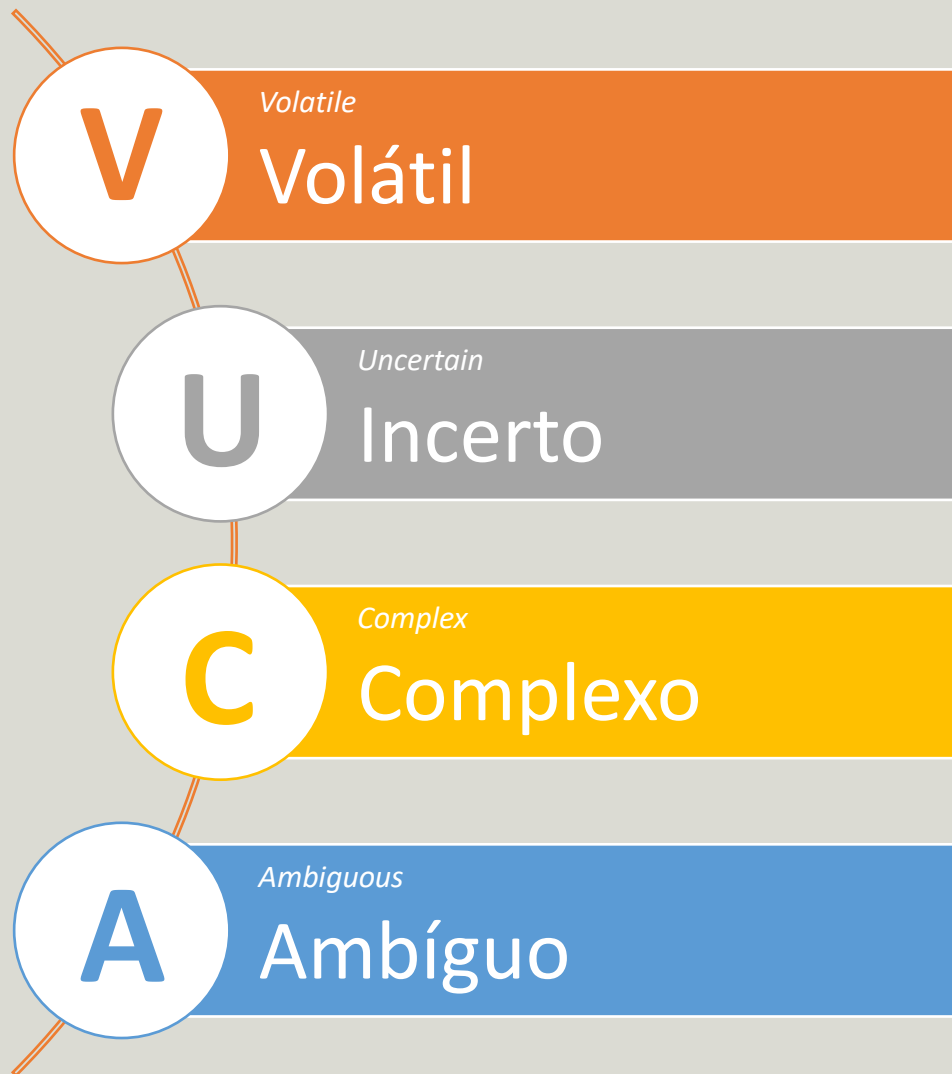 V
Volatile
Volátil
U
Uncertain
Incerto
C
Complex
Complexo
A
Ambiguous
Ambíguo